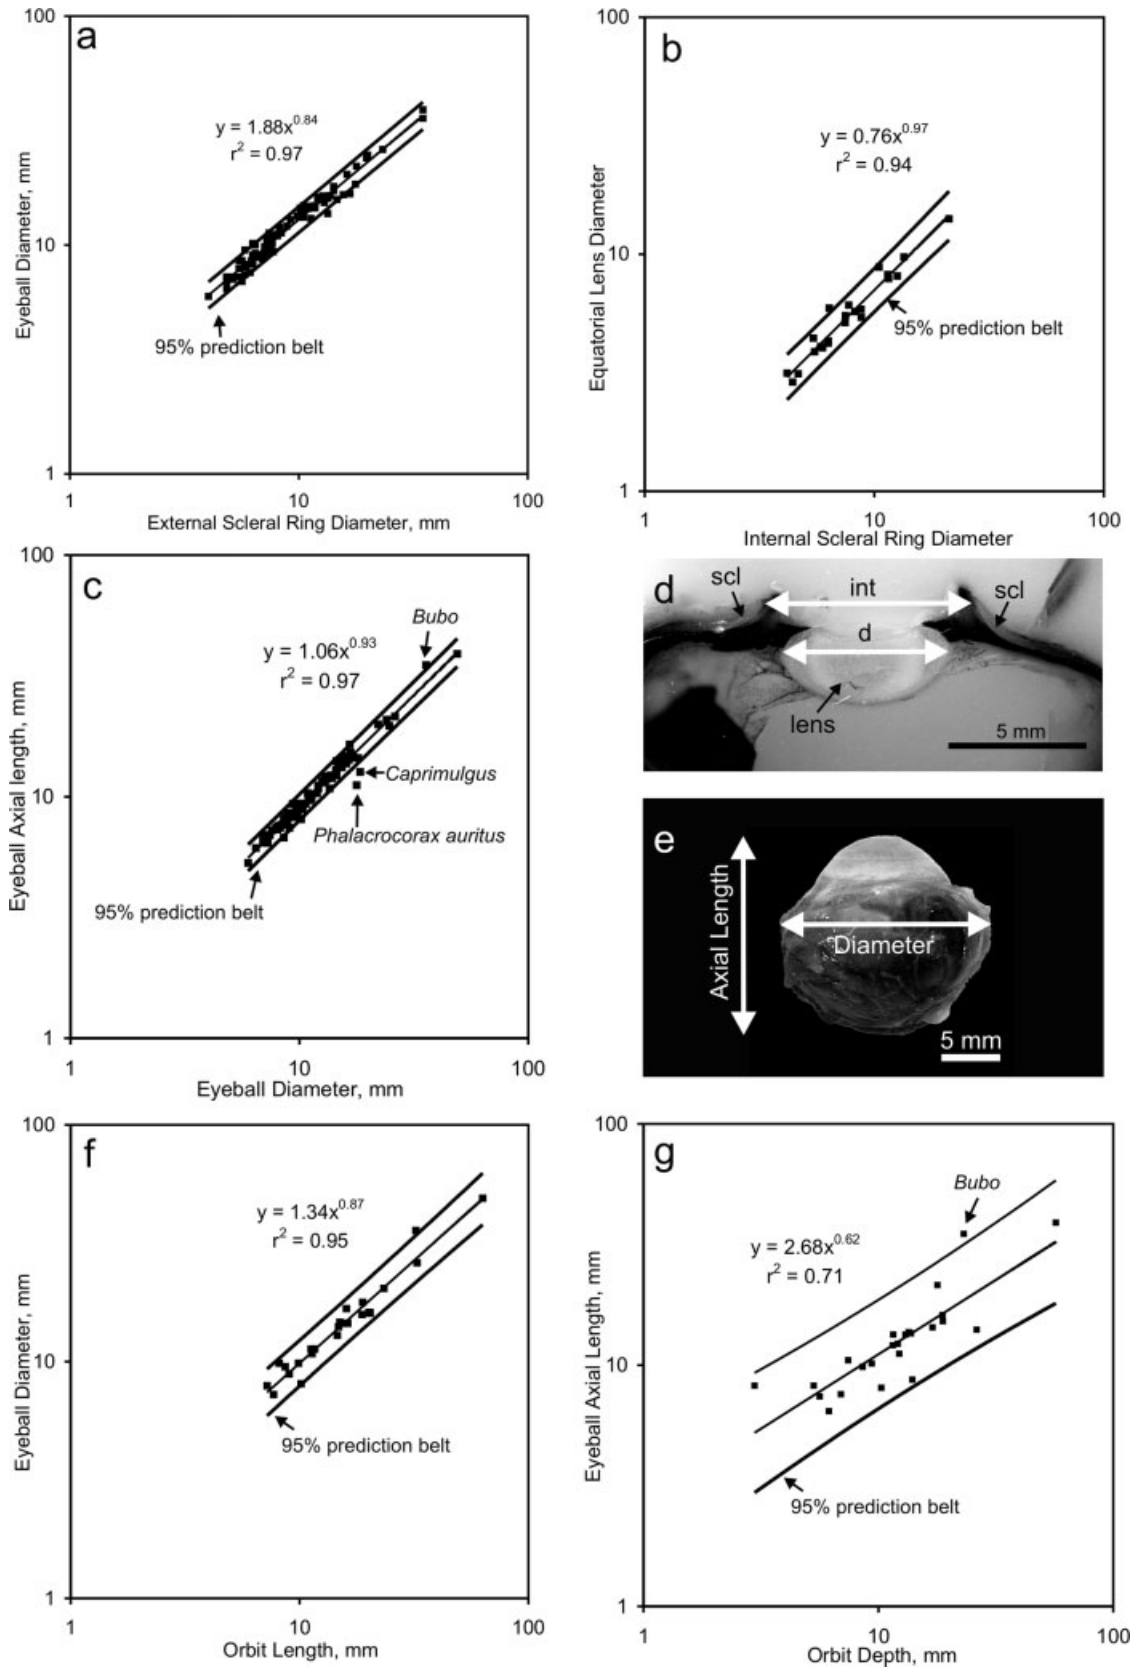 a
100
10
1
1
10
100
Eyeball Diameter, mm
y = 1.88x^0.84
r² = 0.97
95% prediction belt
External Scleral Ring Diameter, mm
b
100
10
1
1
10
100
Equatorial Lens Diameter
y = 0.76x^0.97
r² = 0.94
95% prediction belt
Internal Scleral Ring Diameter
c
100
10
1
1
10
100
Eyeball Axial length, mm
Bubo
y = 1.06x^0.93
r² = 0.97
Caprimulgus
Phalacrocorax auritus
95% prediction belt
Eyeball Diameter, mm
d
scl
int
scl
d
lens
5 mm
e
Axial Length
Diameter
5 mm
f
100
10
1
1
10
100
Eyeball Diameter, mm
y = 1.34x^0.87
r² = 0.95
95% prediction belt
Orbit Length, mm
g
100
10
1
1
10
100
Eyeball Axial Length, mm
Bubo
y = 2.68x^0.62
r² = 0.71
95% prediction belt
Orbit Depth, mm